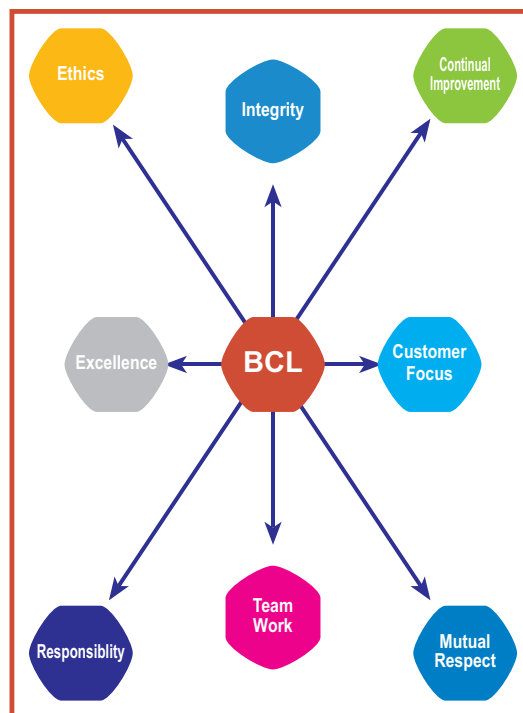 Ethics
Integrity
Continual
Improvement
Excellence
BCL
Customer
Focus
Responsiblity
Team
Work
Mutual
Respect